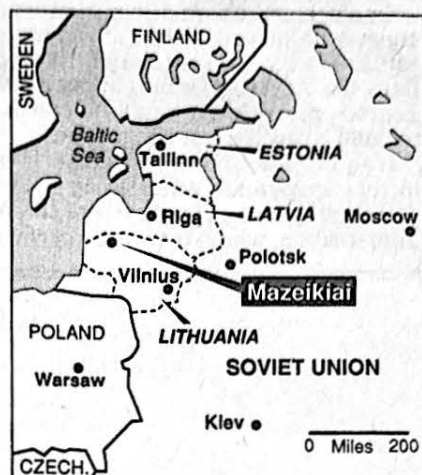 SWEDEN
FINLAND
Baltic
Sea
Tallinn
ESTONIA
Riga
LATVIA
Moscow
Polotsk
Vilnius
Mazeikiai
LITHUANIA
POLAND
SOVIET UNION
Warsaw
Kiev
0 Miles 200
CZECH.